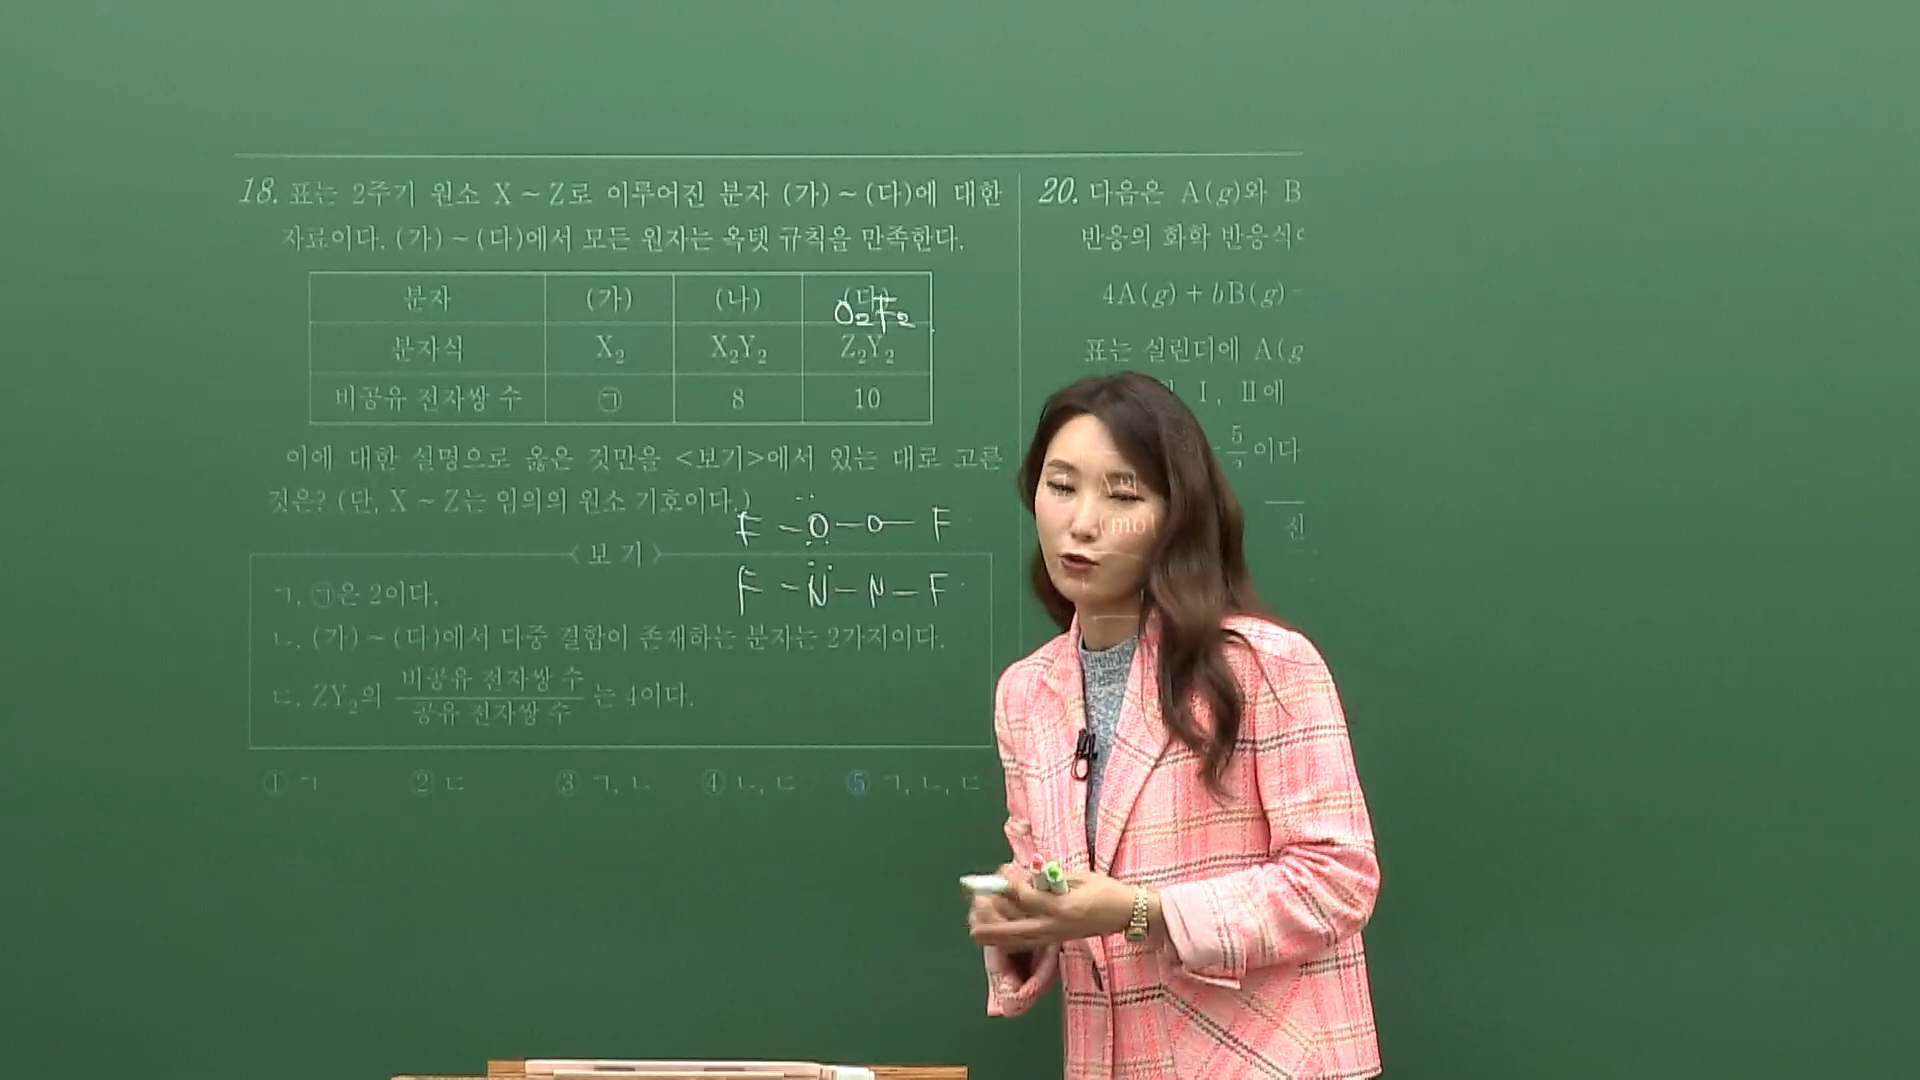 18. 표는 2주기 원소 X ~ Z로 이루어진 분자 (가) ~ (다)에 대한
자료이다. (가) ~ (다)에서 모든 원자는 옥텟 규칙을 만족한다.
분자 (가) (나) (다)
O₂F₂
분자식 X₂ X₂Y₂ Z₂Y₂
비공유 전자쌍 수 ㉠ 8 10
이에 대한 설명으로 옳은 것만을 <보기>에서 있는 대로 고른
것은? (단, X ~ Z는 임의의 원소 기호이다.)
F - O - O - F
<보 기>
F - N - N - F
ㄱ. ㉠은 2이다.
ㄴ. (가) ~ (다)에서 다중 결합이 존재하는 분자는 2가지이다.
ㄷ. ZY₂의 비공유 전자쌍 수 / 공유 전자쌍 수 는 4이다.
① ㄱ ② ㄷ ③ ㄱ, ㄴ ④ ㄴ, ㄷ ⑤ ㄱ, ㄴ, ㄷ
20. 다음은 A(g)와 B
반응의 화학 반응식
4A(g) + bB(g)
표는 실린더에 A(g
Ⅰ, Ⅱ에
5
이다
(mol